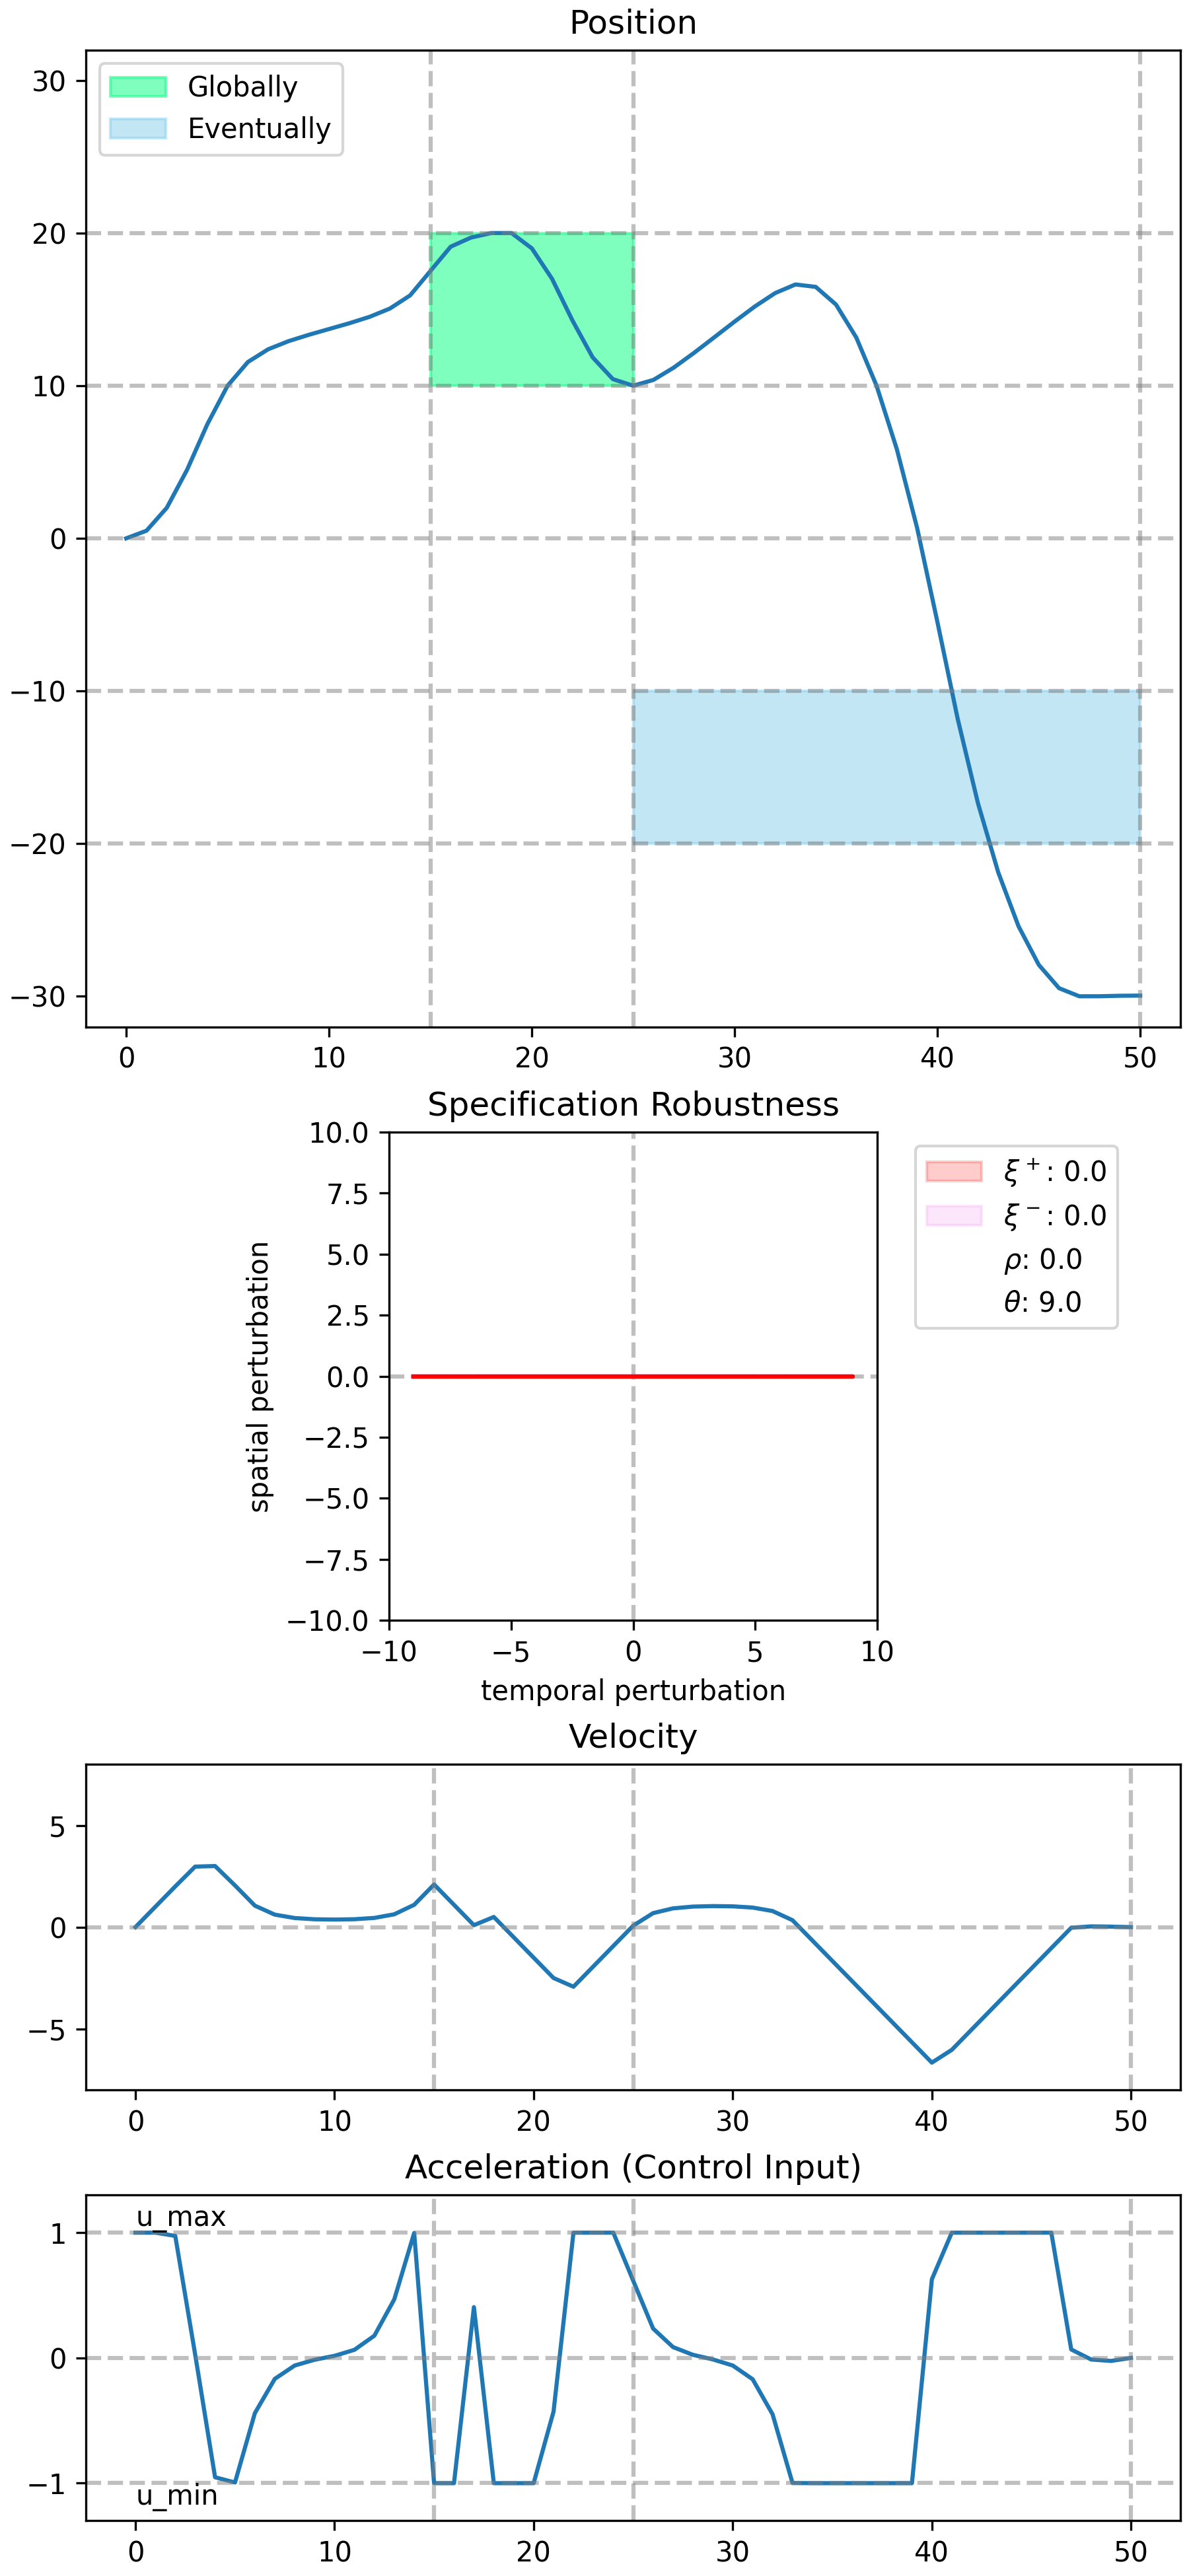 Position
30
20
10
0
−10
−20
−30
Globally
Eventually
0 10 20 30 40 50
Specification Robustness
10.0
7.5
5.0
2.5
0.0
−2.5
−5.0
−7.5
−10.0
spatial perturbation
−10 −5 0 5 10
temporal perturbation
ξ⁺: 0.0
ξ⁻: 0.0
ρ: 0.0
θ: 9.0
Velocity
5
0
−5
0 10 20 30 40 50
Acceleration (Control Input)
1
0
−1
u_max
u_min
0 10 20 30 40 50